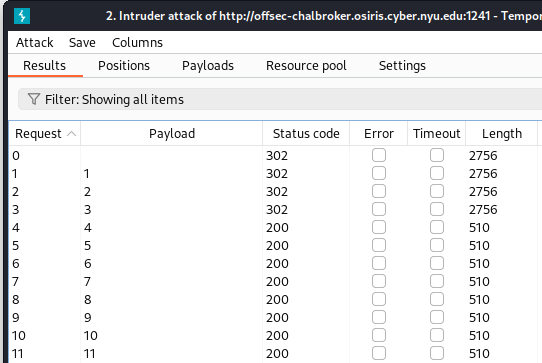 2. Intruder attack of http://offsec-chalbroker.osiris.cyber.nyu.edu:1241 - Tempor
Attack Save Columns
Results Positions Payloads Resource pool Settings
Filter: Showing all items
Request Payload Status code Error Timeout Length
0 302 2756
1 1 302 2756
2 2 302 2756
3 3 302 2756
4 4 200 510
5 5 200 510
6 6 200 510
7 7 200 510
8 8 200 510
9 9 200 510
10 10 200 510
11 11 200 510